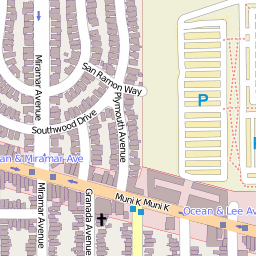 Miramar Avenue
San Ramon Way
Plymouth Avenue
P
Southwood Drive
an & Miramar Ave
Muni K Muni K
Ocean & Lee Av
Miramar Avenue
Granada Avenue